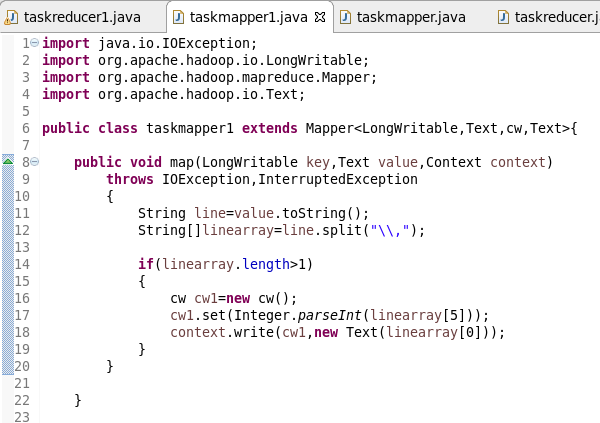 taskreducer1.java taskmapper1.java taskmapper.java taskreducer.j
1 import java.io.IOException;
2 import org.apache.hadoop.io.LongWritable;
3 import org.apache.hadoop.mapreduce.Mapper;
4 import org.apache.hadoop.io.Text;
5
6 public class taskmapper1 extends Mapper<LongWritable,Text,cw,Text>{
7
8 public void map(LongWritable key,Text value,Context context)
9 throws IOException,InterruptedException
10 {
11 String line=value.toString();
12 String[]linearray=line.split("\\,");
13
14 if(linearray.length>1)
15 {
16 cw cw1=new cw();
17 cw1.set(Integer.parseInt(linearray[5]));
18 context.write(cw1,new Text(linearray[0]));
19 }
20 }
21
22 }
23